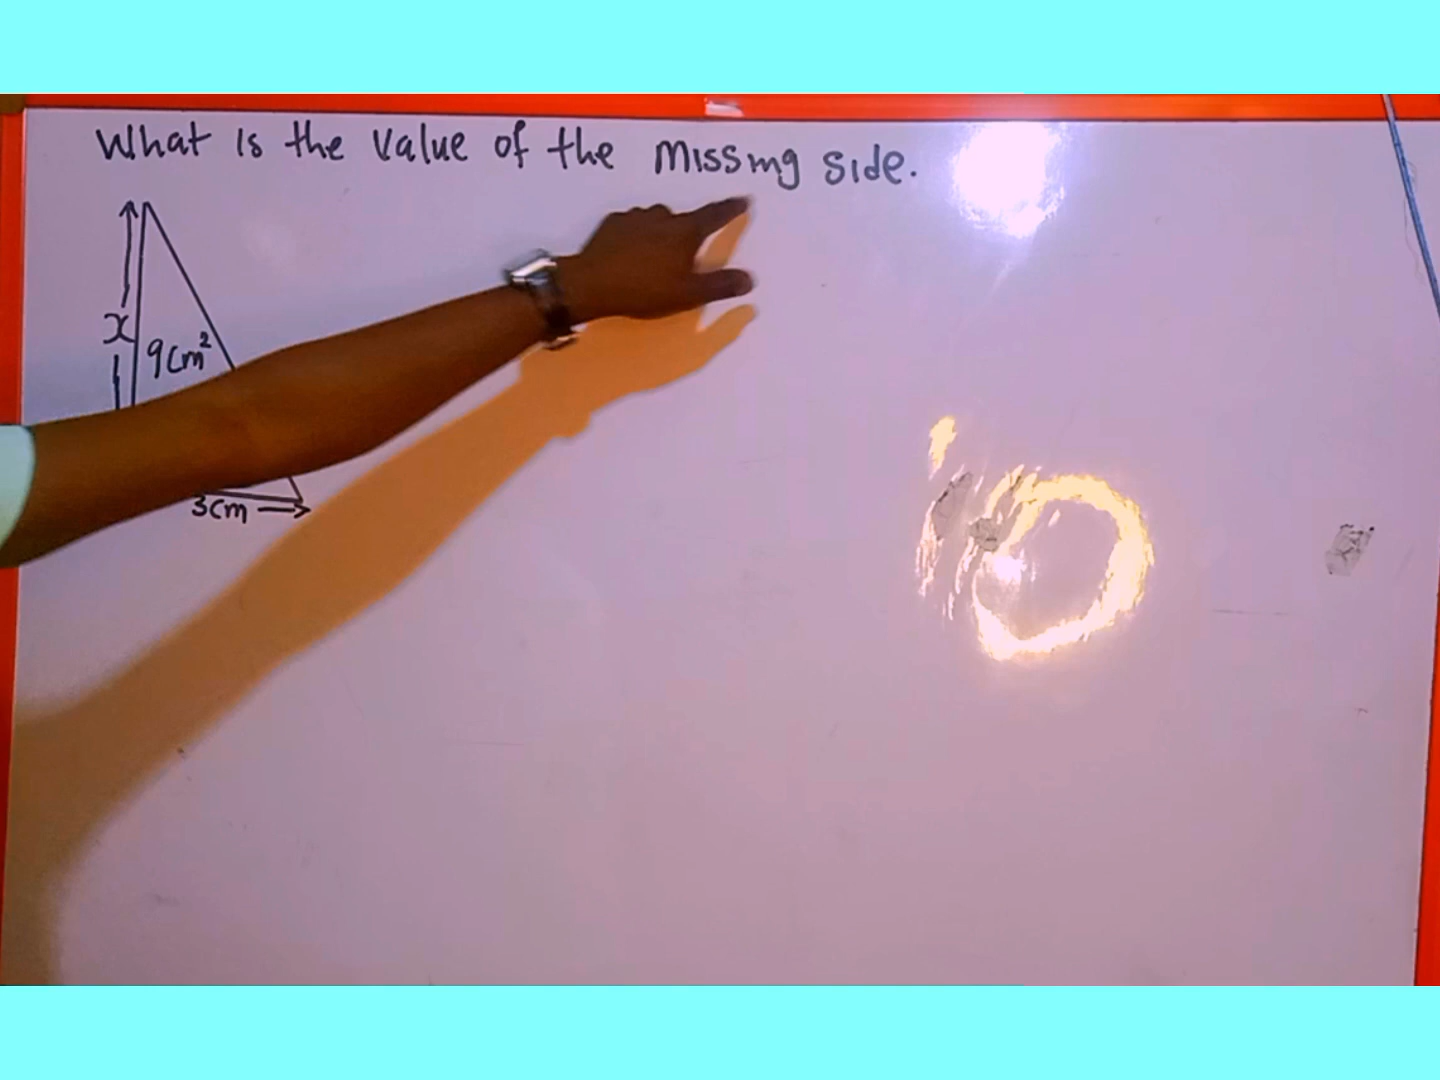 What is the value of the missing side.
x
9cm²
3cm